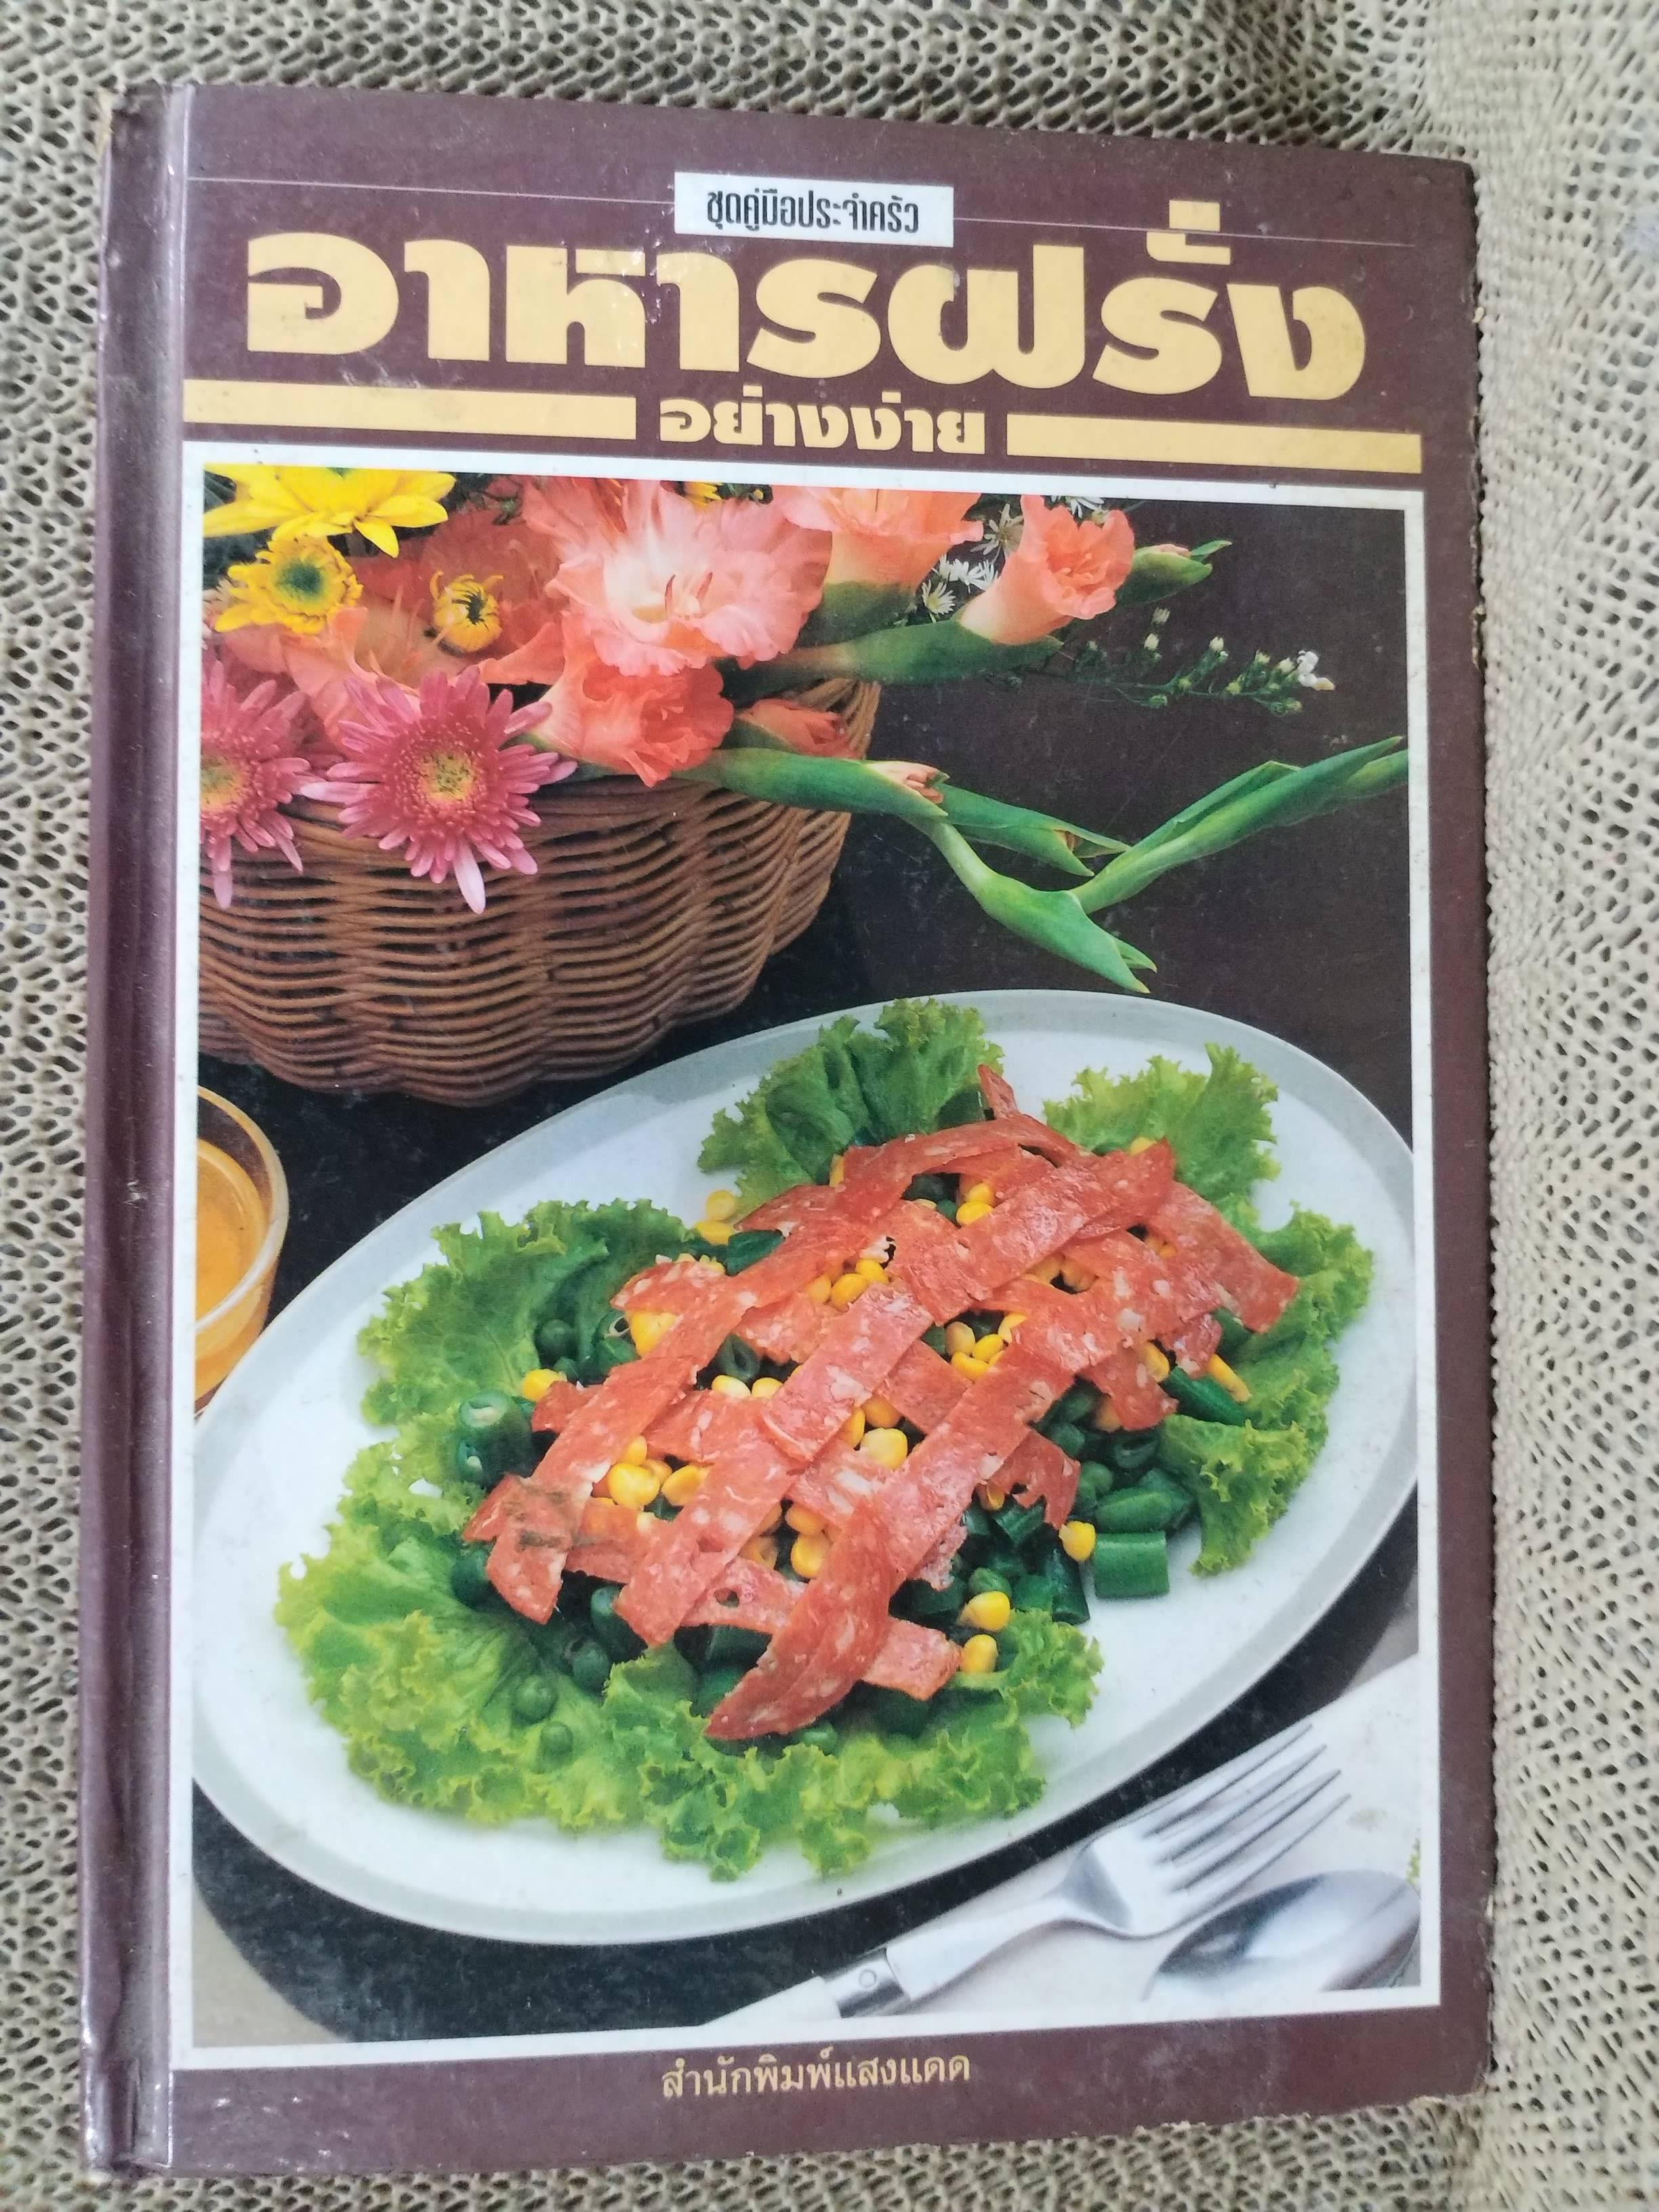 ชุดคู่มือประจำครัว
อาหารฝรั่ง
อย่างง่าย
สำนักพิมพ์แสงแดด